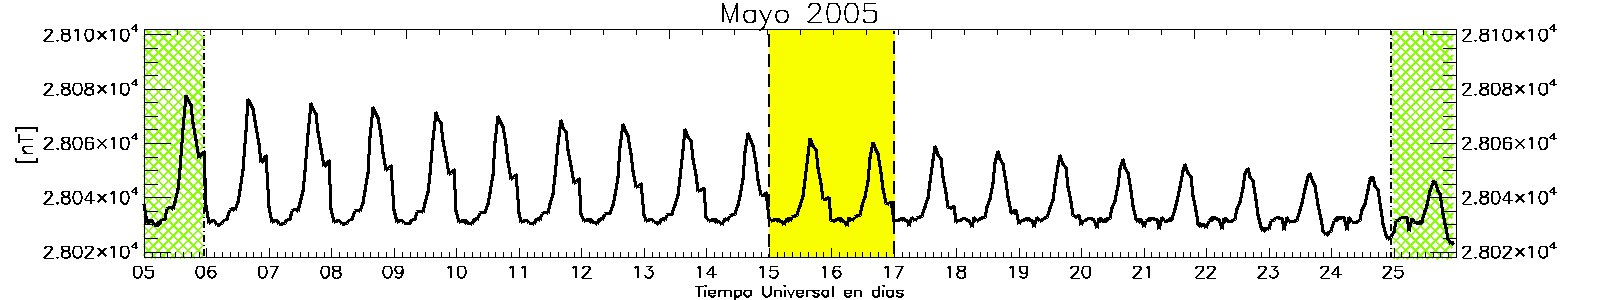 Mayo 2005
2.810×10⁴ 2.810×10⁴
2.808×10⁴ 2.808×10⁴
2.806×10⁴ 2.806×10⁴
[nT]
2.804×10⁴ 2.804×10⁴
2.802×10⁴ 2.802×10⁴
05 06 07 08 09 10 11 12 13 14 15 16 17 18 19 20 21 22 23 24 25
Tiempo Universal en dias